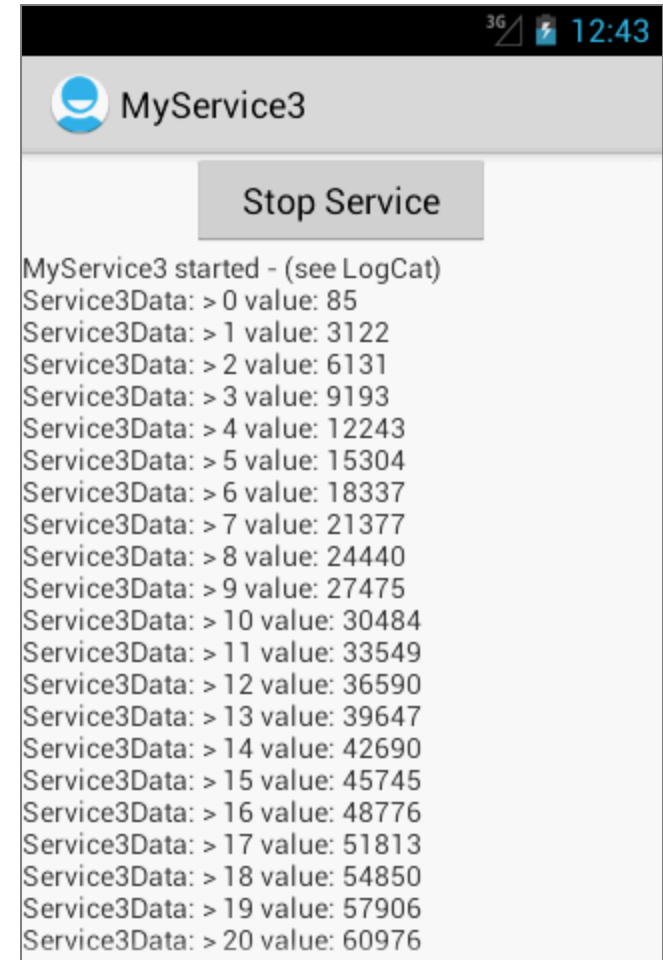 3G 12:43
MyService3
Stop Service
MyService3 started - (see LogCat)
Service3Data: > 0 value: 85
Service3Data: > 1 value: 3122
Service3Data: > 2 value: 6131
Service3Data: > 3 value: 9193
Service3Data: > 4 value: 12243
Service3Data: > 5 value: 15304
Service3Data: > 6 value: 18337
Service3Data: > 7 value: 21377
Service3Data: > 8 value: 24440
Service3Data: > 9 value: 27475
Service3Data: > 10 value: 30484
Service3Data: > 11 value: 33549
Service3Data: > 12 value: 36590
Service3Data: > 13 value: 39647
Service3Data: > 14 value: 42690
Service3Data: > 15 value: 45745
Service3Data: > 16 value: 48776
Service3Data: > 17 value: 51813
Service3Data: > 18 value: 54850
Service3Data: > 19 value: 57906
Service3Data: > 20 value: 60976